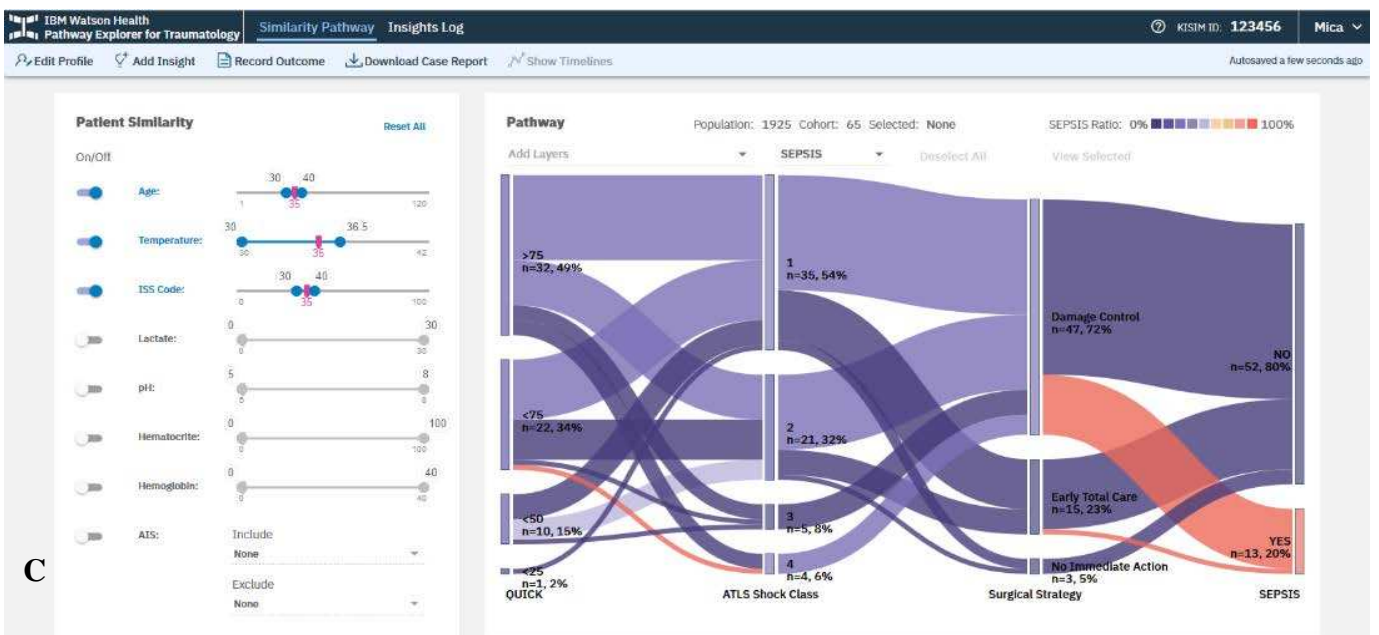 IBM Watson Health
Pathway Explorer for Traumatology
Similarity Pathway Insights Log
KISIM ID: 123456 Mica
Edit Profile Add Insight Record Outcome Download Case Report Show Timelines
Autosaved a few seconds ago
Patient Similarity Reset All
On/Off
Age: 30 40
1 35 120
Temperature: 30 36.5
30 35 42
ISS Code: 30 40
0 35 100
Lactate: 0 30
0 30
pH: 5 8
5 8
Hematocrite: 0 100
0 100
Hemoglobin: 0 40
0 40
AIS: Include
None
Exclude
None
C
Pathway Population: 1925 Cohort: 65 Selected: None SEPSIS Ratio: 0% 100%
Add Layers SEPSIS Deselect All View Selected
>75
n=32, 49%
<75
n=22, 34%
<50
n=10, 15%
<25
n=1, 2%
QUICK
1
n=35, 54%
2
n=21, 32%
3
n=5, 8%
4
n=4, 6%
ATLS Shock Class
Damage Control
n=47, 72%
Early Total Care
n=15, 23%
No Immediate Action
n=3, 5%
Surgical Strategy
NO
n=52, 80%
YES
n=13, 20%
SEPSIS